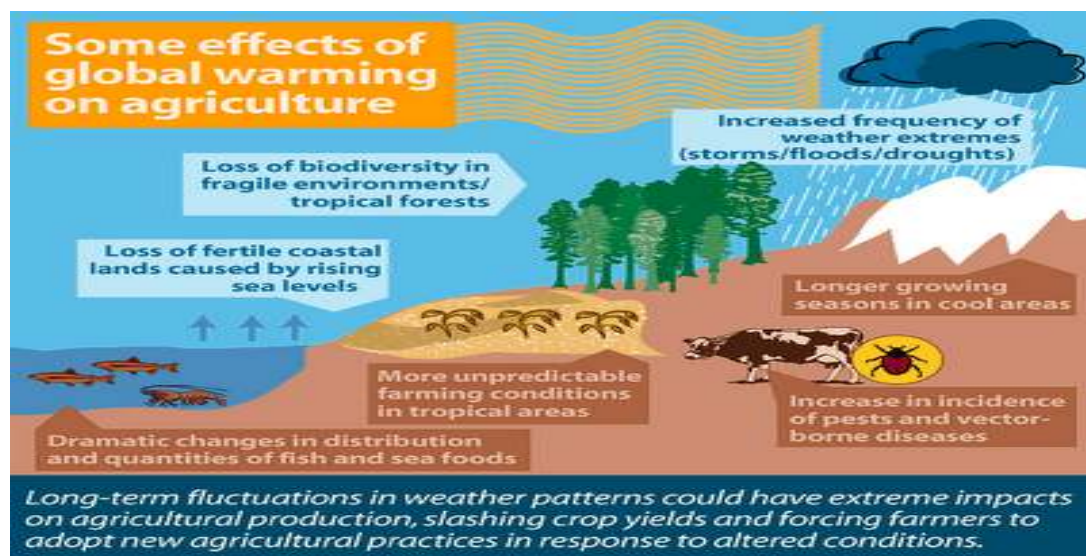 Some effects of
global warming
on agriculture
Increased frequency of
weather extremes
(storms/floods/droughts)
Loss of biodiversity in
fragile environments/
tropical forests
Loss of fertile coastal
lands caused by rising
sea levels
Longer growing
seasons in cool areas
More unpredictable
farming conditions
in tropical areas
Increase in incidence
of pests and vector-
borne diseases
Dramatic changes in distribution
and quantities of fish and sea foods
Long-term fluctuations in weather patterns could have extreme impacts
on agricultural production, slashing crop yields and forcing farmers to
adopt new agricultural practices in response to altered conditions.